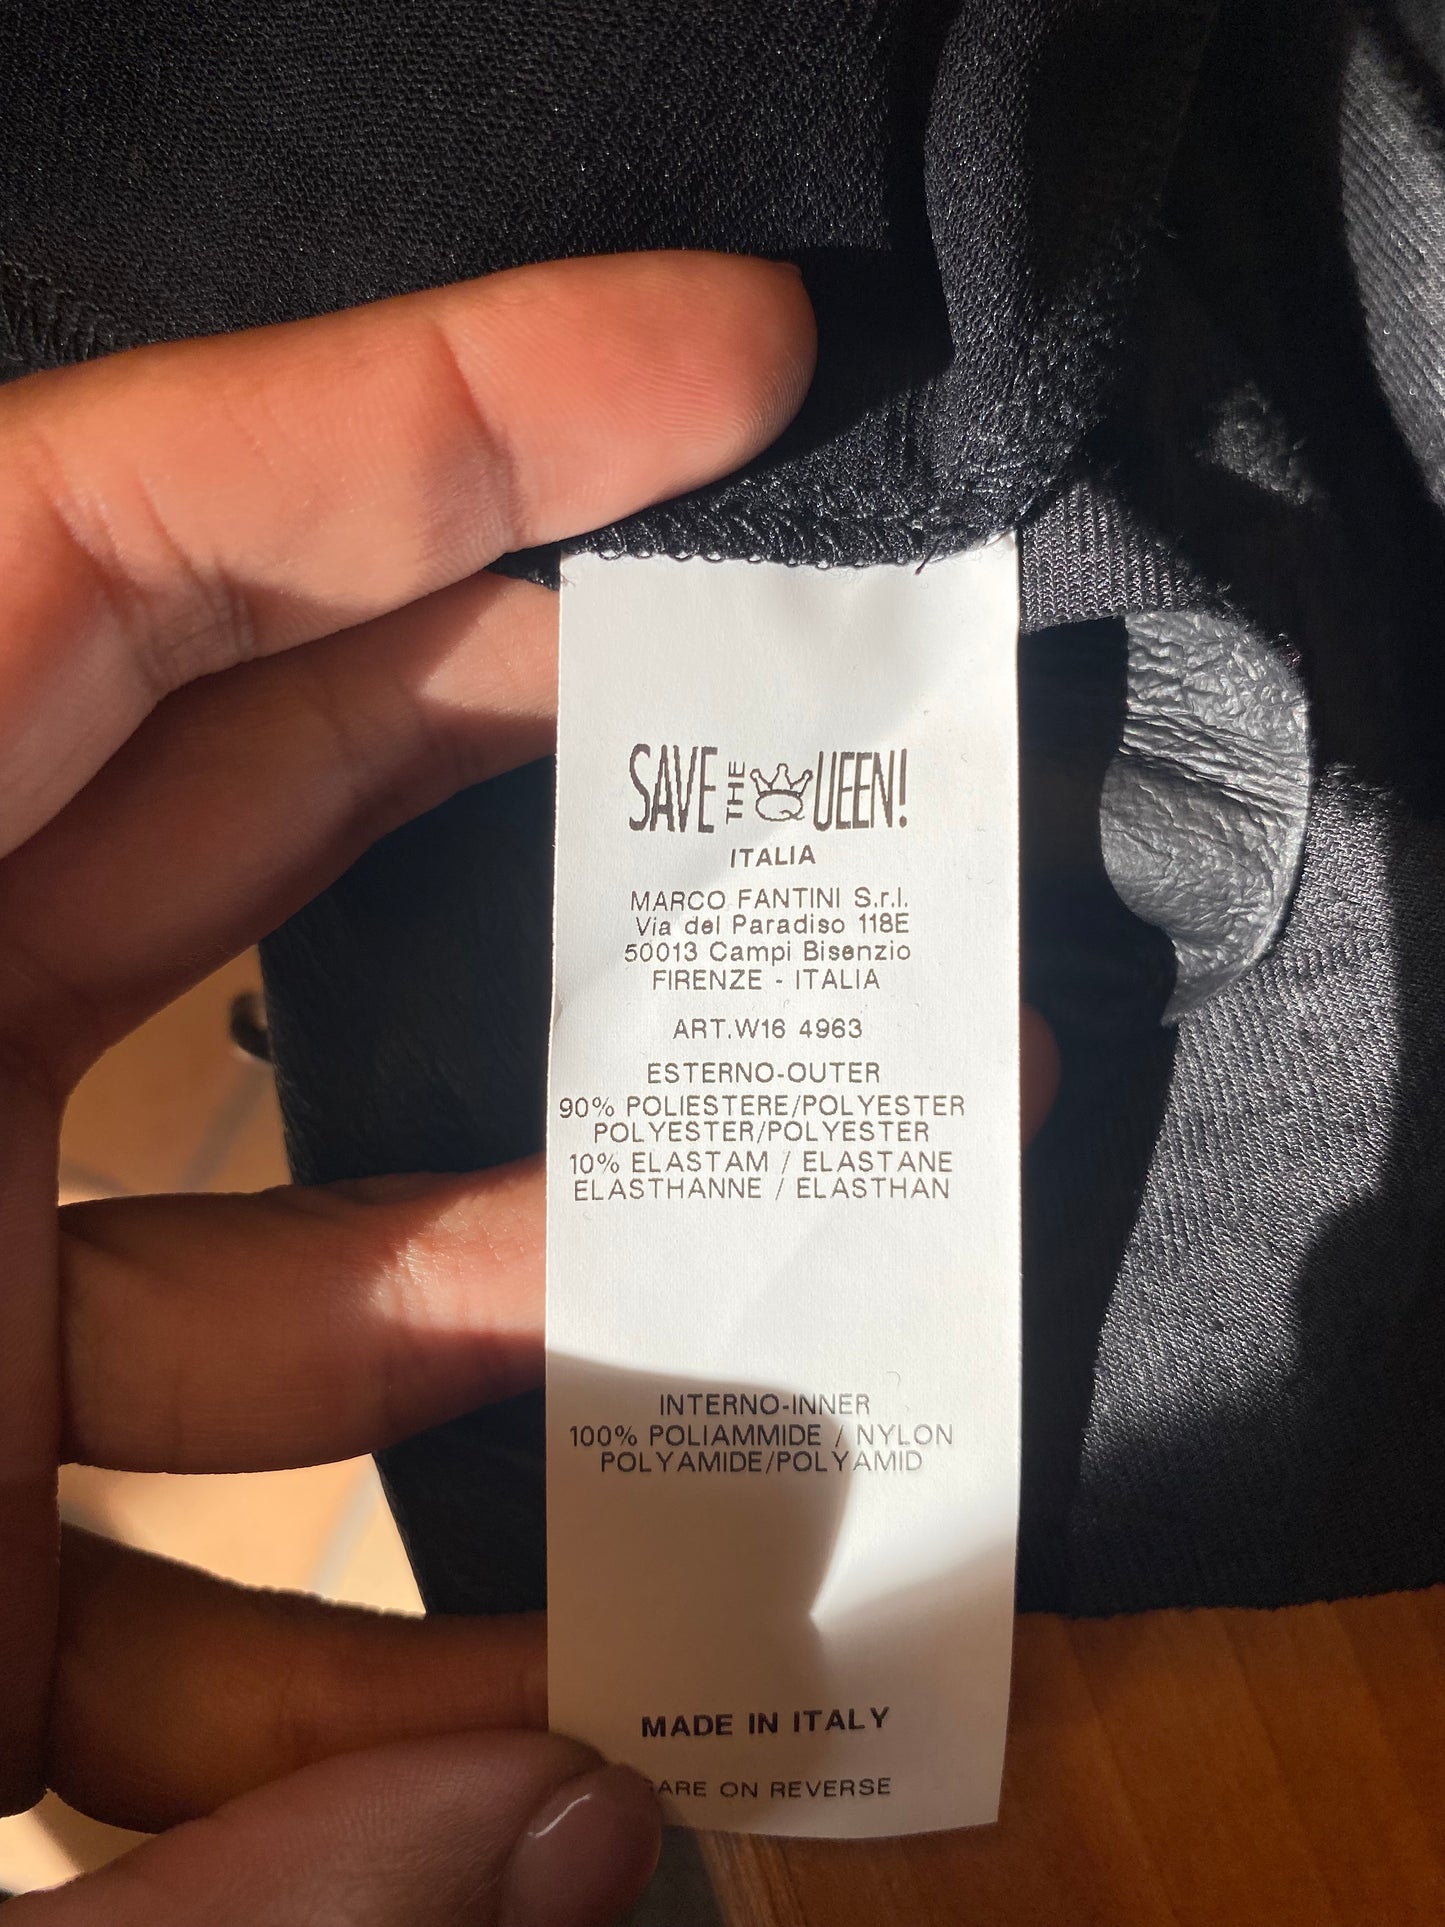 SAVE THE QUEEN!
ITALIA
MARCO FANTINI S.r.l.
Via del Paradiso 118E
50013 Campi Bisenzio
FIRENZE - ITALIA
ART.W16 4963
ESTERNO-OUTER
90% POLIESTERE/POLYESTER
POLYESTER/POLYESTER
10% ELASTAM / ELASTANE
ELASTHANNE / ELASTHAN
INTERNO-INNER
100% POLIAMMIDE / NYLON
POLYAMIDE/POLYAMID
MADE IN ITALY
CARE ON REVERSE